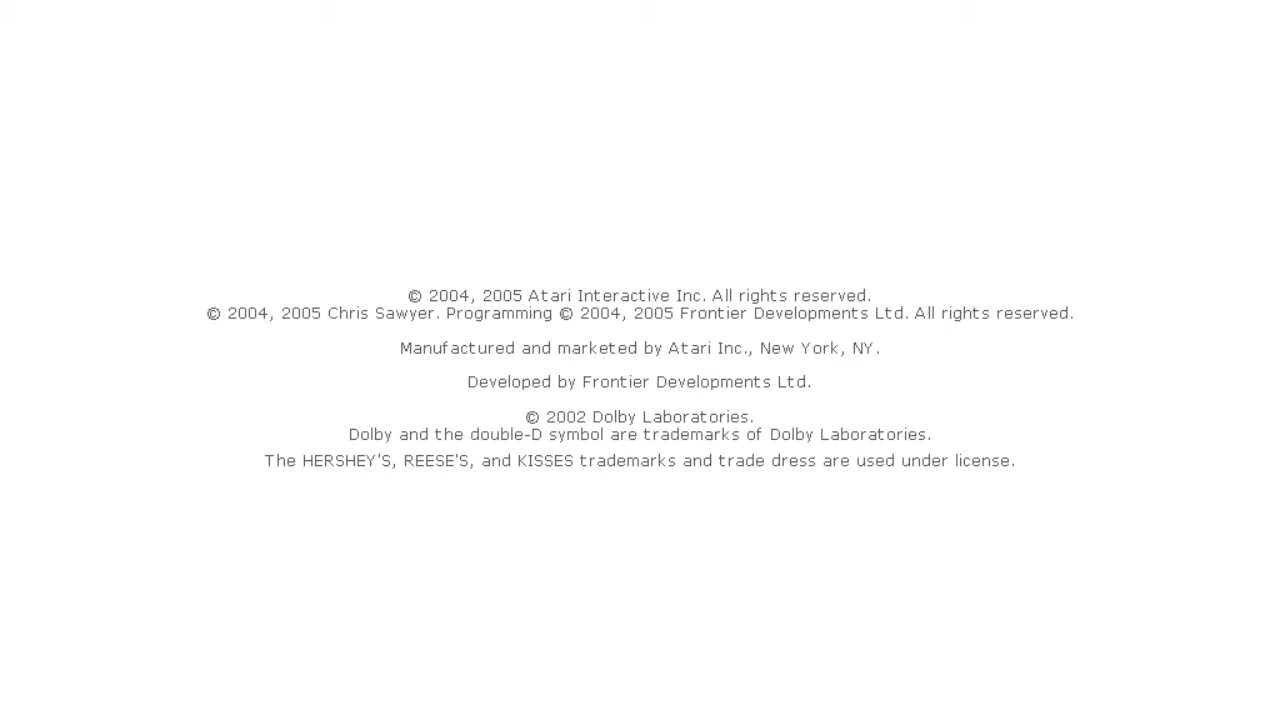 © 2004, 2005 Atari Interactive Inc. All rights reserved.
© 2004, 2005 Chris Sawyer. Programming © 2004, 2005 Frontier Developments Ltd. All rights reserved.
Manufactured and marketed by Atari Inc., New York, NY.
Developed by Frontier Developments Ltd.
© 2002 Dolby Laboratories.
Dolby and the double-D symbol are trademarks of Dolby Laboratories.
The HERSHEY'S, REESE'S, and KISSES trademarks and trade dress are used under license.